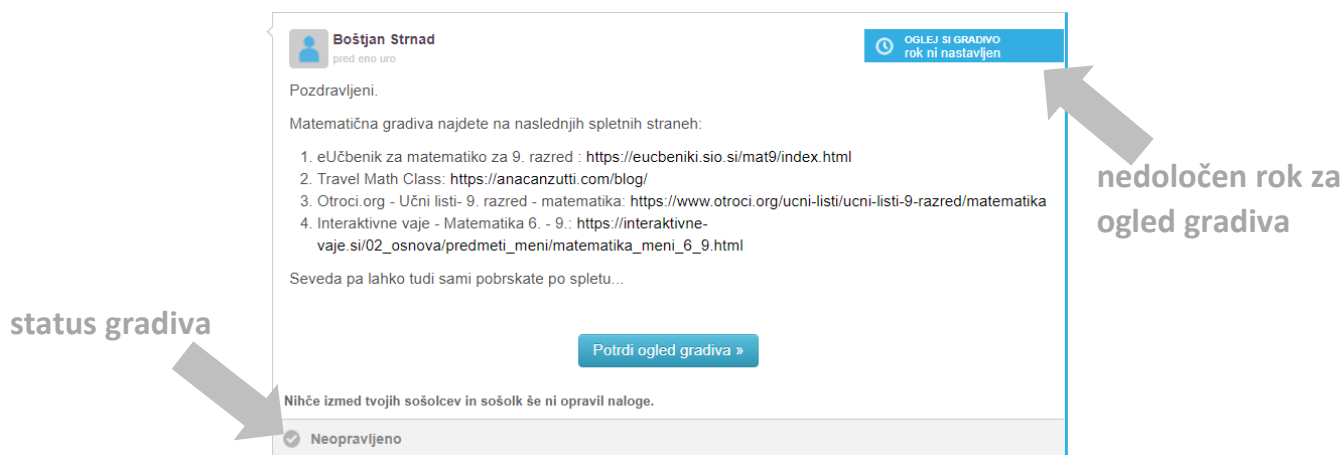 Boštjan Strnad
pred eno uro
OGLEJ SI GRADIVO
rok ni nastavljen
Pozdravljeni.
Matematična gradiva najdete na naslednjih spletnih straneh:
1. eUčbenik za matematiko za 9. razred : https://eucbeniki.sio.si/mat9/index.html
2. Travel Math Class: https://anacanzutti.com/blog/
3. Otroci.org - Učni listi- 9. razred - matematika: https://www.otroci.org/ucni-listi/ucni-listi-9-razred/matematika
4. Interaktivne vaje - Matematika 6. - 9.: https://interaktivne-
vaje.si/02_osnova/predmeti_meni/matematika_meni_6_9.html
Seveda pa lahko tudi sami pobrskate po spletu...
nedoločen rok za
ogled gradiva
status gradiva
Potrdi ogled gradiva »
Nihče izmed tvojih sošolcev in sošolk še ni opravil naloge.
Neopravljeno